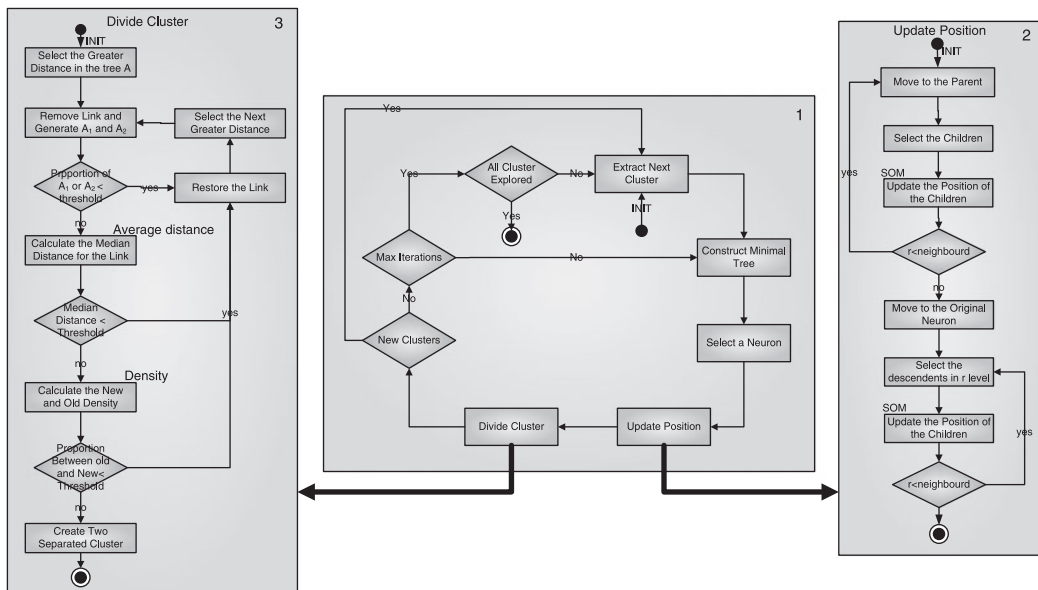 Divide Cluster
3
INIT
Select the Greater
Distance in the tree A
Remove Link and
Generate A₁ and A₂
Select the Next
Greater Distance
Prpportion of
A₁ or A₂ <
threshold
yes
Restore the Link
no
Average distance
Calculate the Median
Distance for the Link
Median
Distance <
Threshold
yes
no
Density
Calculate the New
and Old Density
Proportion
Between old
and New<
Threshold
no
Create Two
Separated Cluster
1
Yes
Yes
All Cluster
Explored
No
Extract Next
Cluster
Yes
INIT
Max Iterations
No
Construct Minimal
Tree
No
New Clusters
Select a Neuron
Divide Cluster
Update Position
Update Position
2
INIT
Move to the Parent
Select the Children
yes
SOM
Update the Position of
the Children
r<neighbourd
no
Move to the Original
Neuron
Select the
descendents in r level
SOM
Update the Position of
the Children
yes
r<neighbourd